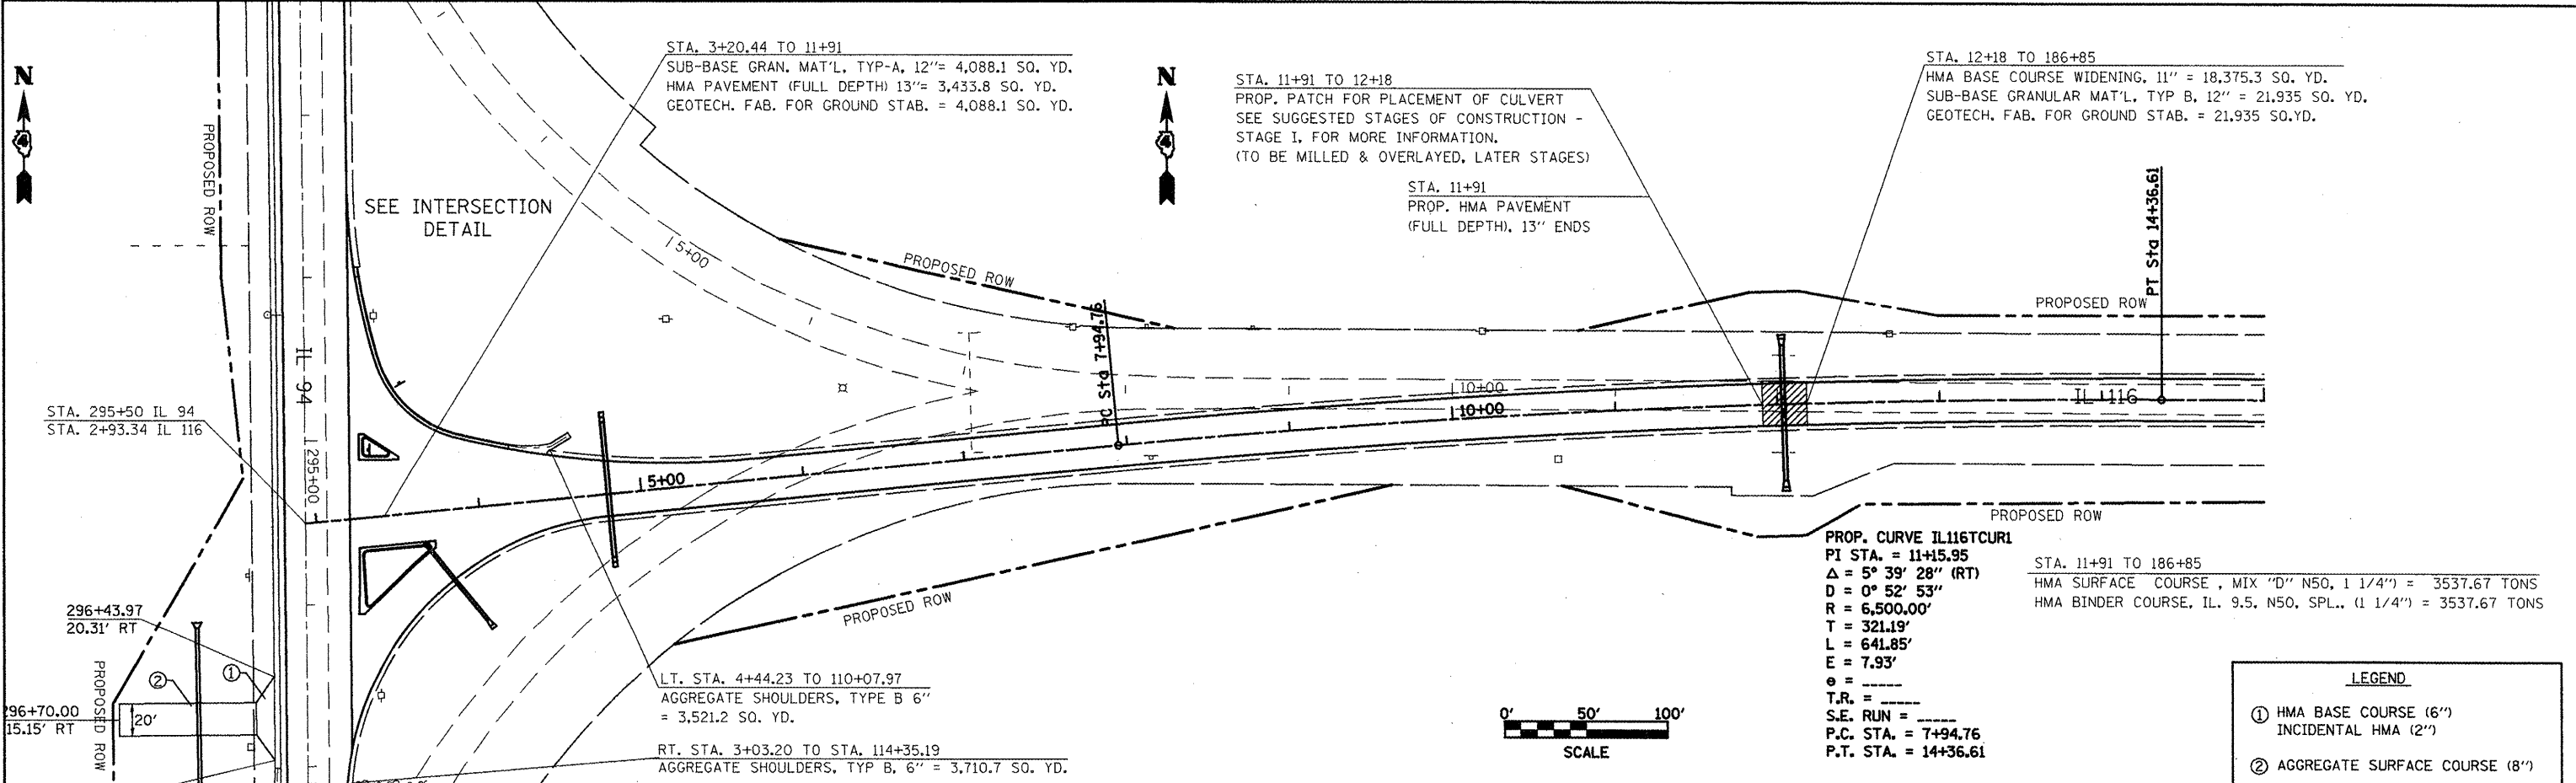 N
4
PROPOSED ROW
STA. 3+20.44 TO 11+91
SUB-BASE GRAN. MAT'L, TYP-A, 12"= 4,088.1 SQ. YD.
HMA PAVEMENT (FULL DEPTH) 13"= 3,433.8 SQ. YD.
GEOTECH. FAB. FOR GROUND STAB. = 4,088.1 SQ. YD.
SEE INTERSECTION
DETAIL
5+00
PROPOSED ROW
N
4
STA. 11+91 TO 12+18
PROP. PATCH FOR PLACEMENT OF CULVERT
SEE SUGGESTED STAGES OF CONSTRUCTION -
STAGE I, FOR MORE INFORMATION.
(TO BE MILLED & OVERLAYED, LATER STAGES)
STA. 11+91
PROP. HMA PAVEMENT
(FULL DEPTH), 13" ENDS
STA. 12+18 TO 186+85
HMA BASE COURSE WIDENING, 11" = 18,375.3 SQ. YD.
SUB-BASE GRANULAR MAT'L, TYP B, 12" = 21,935 SQ. YD.
GEOTECH. FAB. FOR GROUND STAB. = 21,935 SQ.YD.
PT Sta 14+36.61
PROPOSED ROW
PC Sta 7+94.76
IL 94
295+00
STA. 295+50 IL 94
STA. 2+93.34 IL 116
5+00
10+00
10+00
IL 116
PROPOSED ROW
PROPOSED ROW
296+43.97
20.31' RT
PROPOSED ROW
2
1
20'
296+70.00
15.15' RT
LT. STA. 4+44.23 TO 110+07.97
AGGREGATE SHOULDERS, TYPE B 6"
= 3,521.2 SQ. YD.
RT. STA. 3+03.20 TO STA. 114+35.19
AGGREGATE SHOULDERS, TYP B, 6" = 3,710.7 SQ. YD.
0' 50' 100'
SCALE
PROP. CURVE IL116TCUR1
PI STA. = 11+15.95
Δ = 5° 39' 28" (RT)
D = 0° 52' 53"
R = 6,500.00'
T = 321.19'
L = 641.85'
E = 7.93'
e = _____
T.R. = _____
S.E. RUN = _____
P.C. STA. = 7+94.76
P.T. STA. = 14+36.61
STA. 11+91 TO 186+85
HMA SURFACE COURSE , MIX "D" N50, 1 1/4") = 3537.67 TONS
HMA BINDER COURSE, IL. 9.5, N50, SPL., (1 1/4") = 3537.67 TONS
LEGEND
1 HMA BASE COURSE (6")
INCIDENTAL HMA (2")
2 AGGREGATE SURFACE COURSE (8")